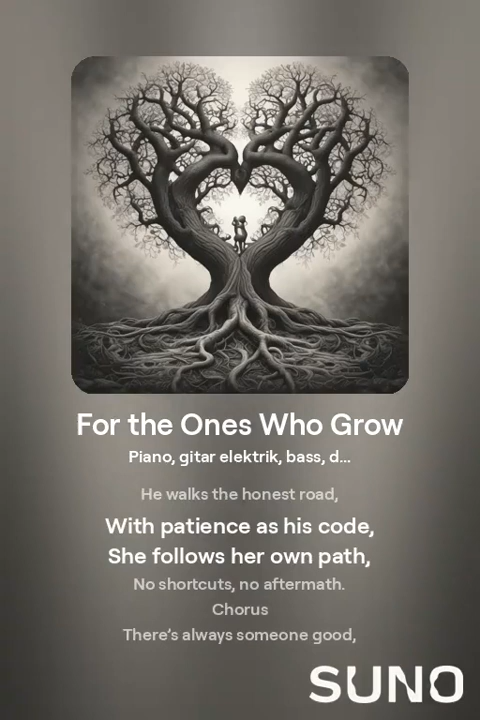 For the Ones Who Grow
Piano, gitar elektrik, bass, d...
He walks the honest road,
With patience as his code,
She follows her own path,
No shortcuts, no aftermath.
Chorus
There's always someone good,
SUNO